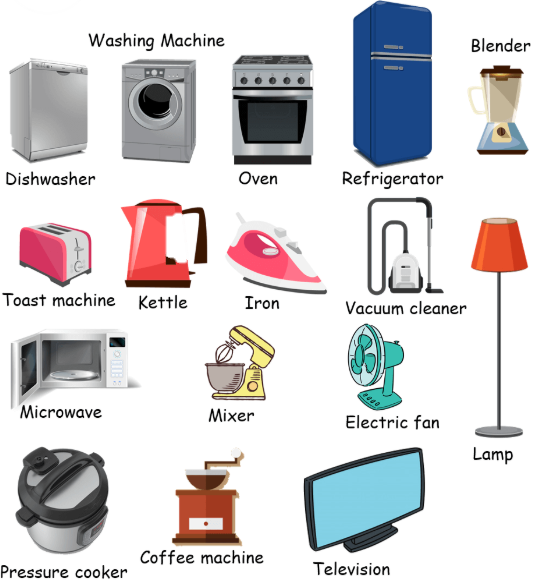 Washing Machine
Blender
Dishwasher
Oven
Refrigerator
Toast machine
Kettle
Iron
Vacuum cleaner
Microwave
Mixer
Electric fan
Lamp
Pressure cooker
Coffee machine
Television